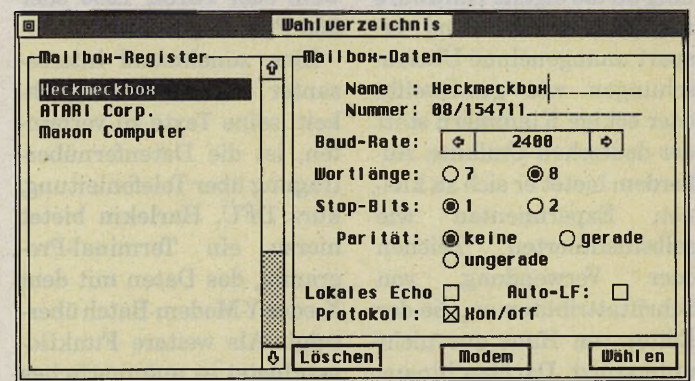 Wahlverzeichnis
Mailbox-Register
Heckmeckbox
ATARI Corp.
Maxon Computer
Mailbox-Daten
Name : Heckmeckbox
Nummer: 08/154711
Baud-Rate: 2400
Wortlänge: 7 8
Stop-Bits: 1 2
Parität: keine gerade
ungerade
Lokales Echo auto-LF:
Protokoll: Xon/off
Löschen Modem Wählen